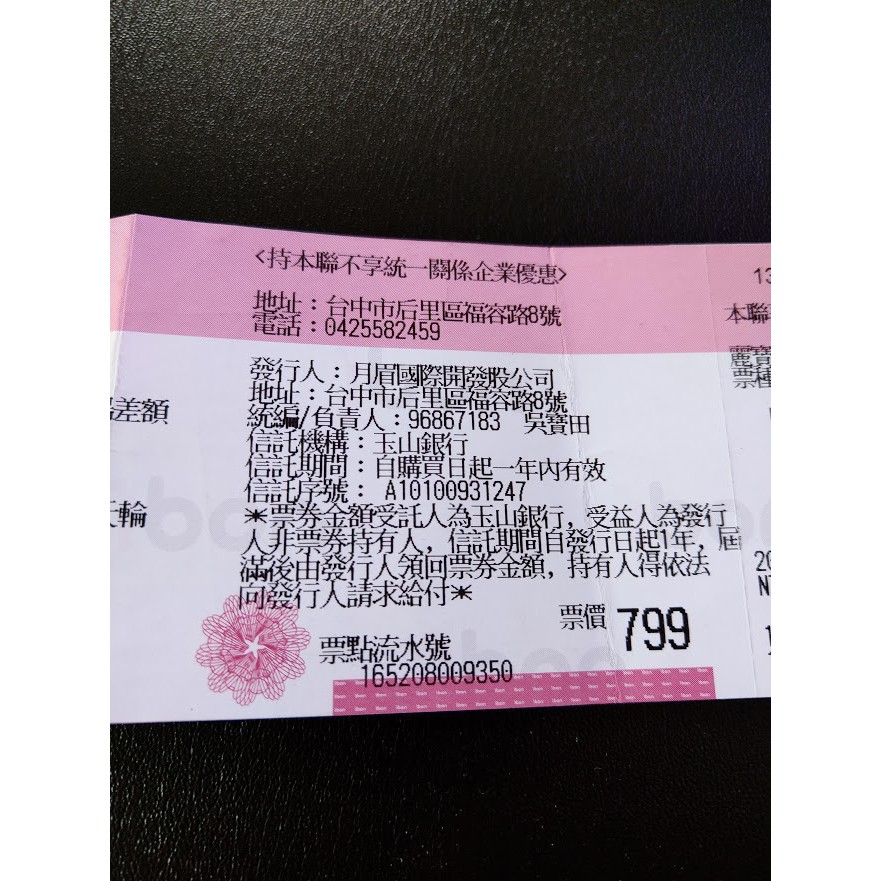 <持本聯不享統一關係企業優惠>
地址：台中市后里區福容路8號
電話：0425582459
發行人：月眉國際開發股公司
地址：台中市后里區福容路8號
統編/負責人：96867183 吳寶田
信託機構：玉山銀行
信託期間：自購買日起一年內有效
信託序號： A10100931247
*票券金額受託人為玉山銀行, 受益人為發行
人非票券持有人, 信託期間自發行日起1年, 屆
滿後由發行人領回票券金額, 持有人得依法
向發行人請求給付*
票價 799
票點流水號
165208009350
差額
輪
13
本聯
麗寶
票種
20